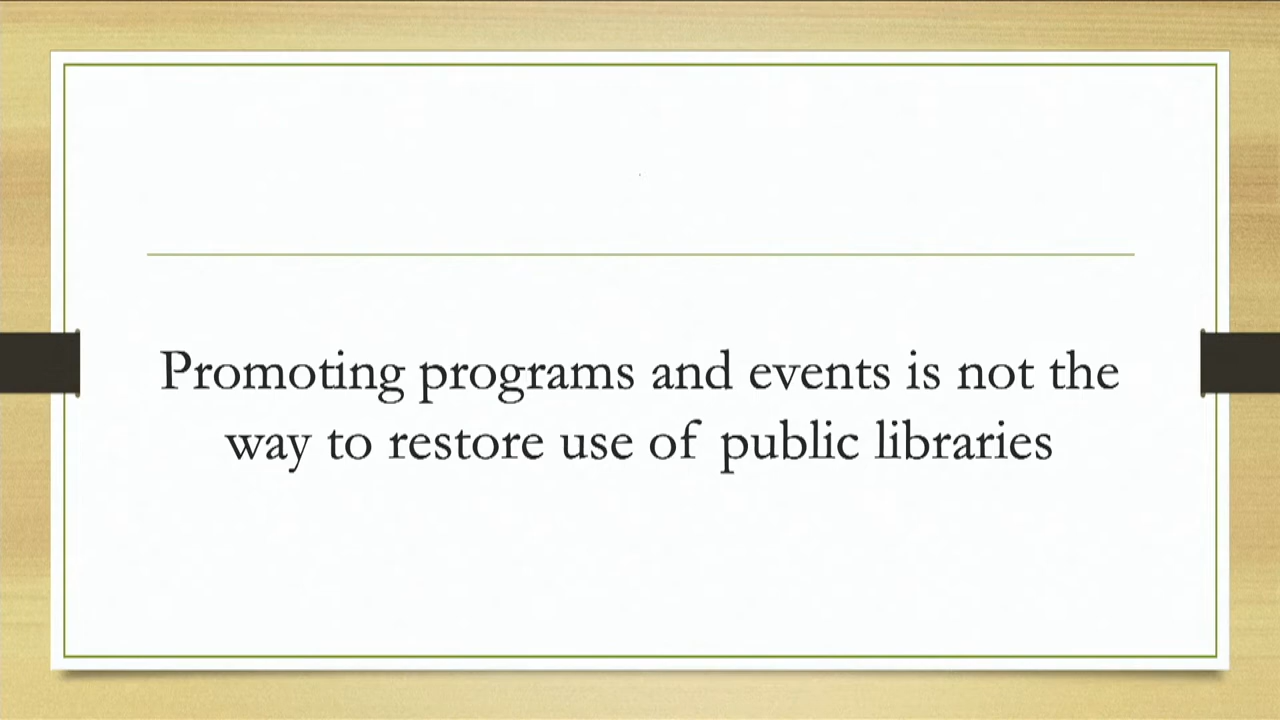 Promoting programs and events is not the
way to restore use of public libraries